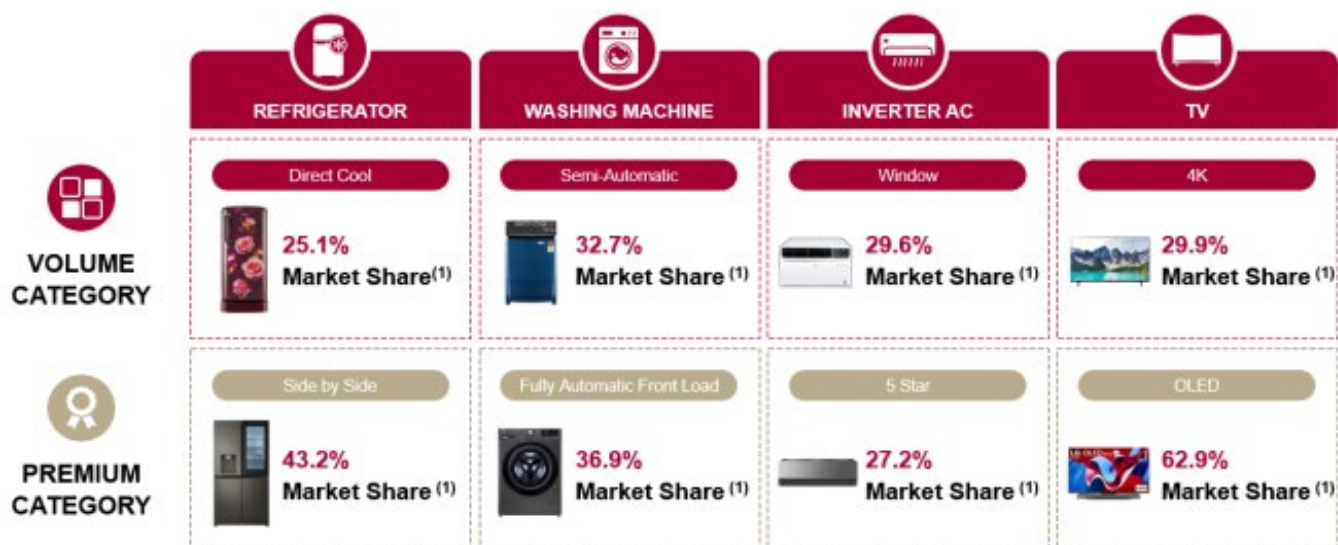 REFRIGERATOR
WASHING MACHINE
INVERTER AC
TV
VOLUME
CATEGORY
Direct Cool
25.1%
Market Share(1)
Semi-Automatic
32.7%
Market Share (1)
Window
29.6%
Market Share (1)
4K
29.9%
Market Share (1)
PREMIUM
CATEGORY
Side by Side
43.2%
Market Share (1)
Fully Automatic Front Load
36.9%
Market Share (1)
5 Star
27.2%
Market Share (1)
OLED
LG OLED
62.9%
Market Share (1)